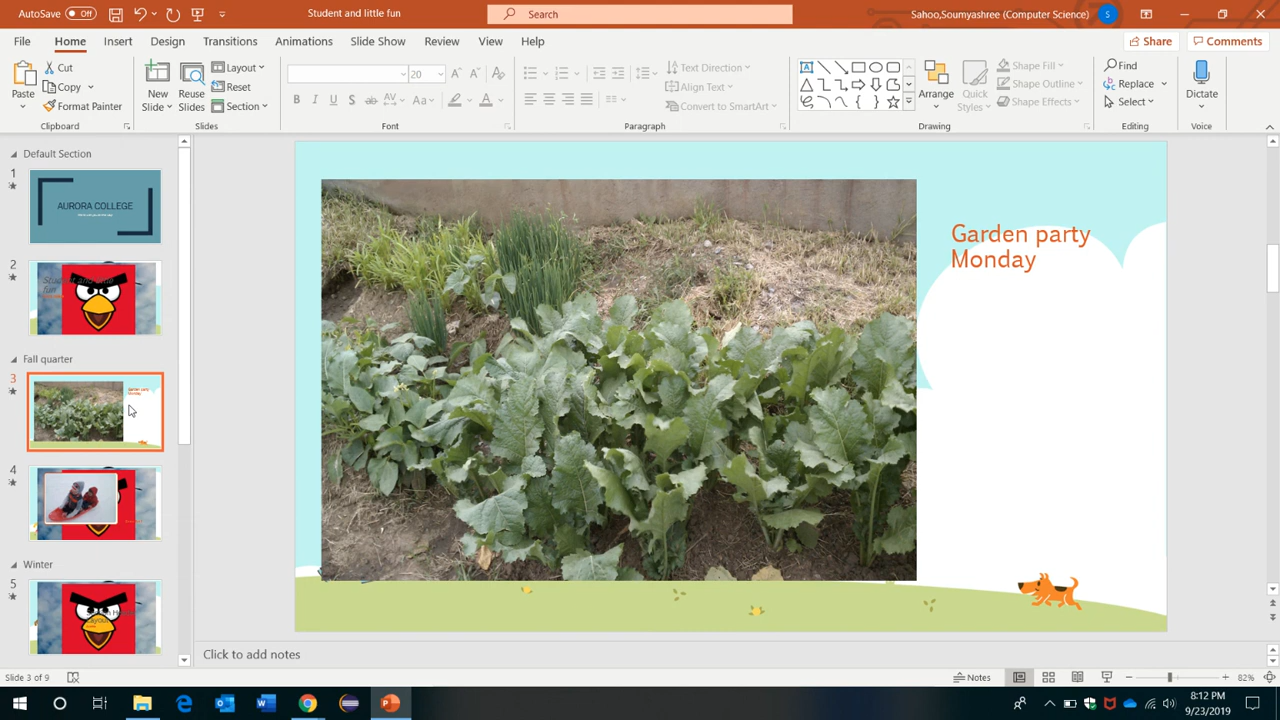 AutoSave Off
Student and little fun
Search
Sahoo,Soumyashree (Computer Science)
S
File Home Insert Design Transitions Animations Slide Show Review View Help
Share Comments
Paste
Cut
Copy
Format Painter
Clipboard
New
Slide
Reuse
Slides
Layout
Reset
Section
Slides
20
Font
Text Direction
Align Text
Convert to SmartArt
Paragraph
Arrange
Quick
Styles
Shape Fill
Shape Outline
Shape Effects
Drawing
Find
Replace
Select
Editing
Dictate
Voice
Default Section
1
AURORA COLLEGE
2
Fall quarter
3
Garden party
Monday
4
Winter
5
Garden party
Monday
Click to add notes
Slide 3 of 9
Notes
82%
8:12 PM
9/23/2019